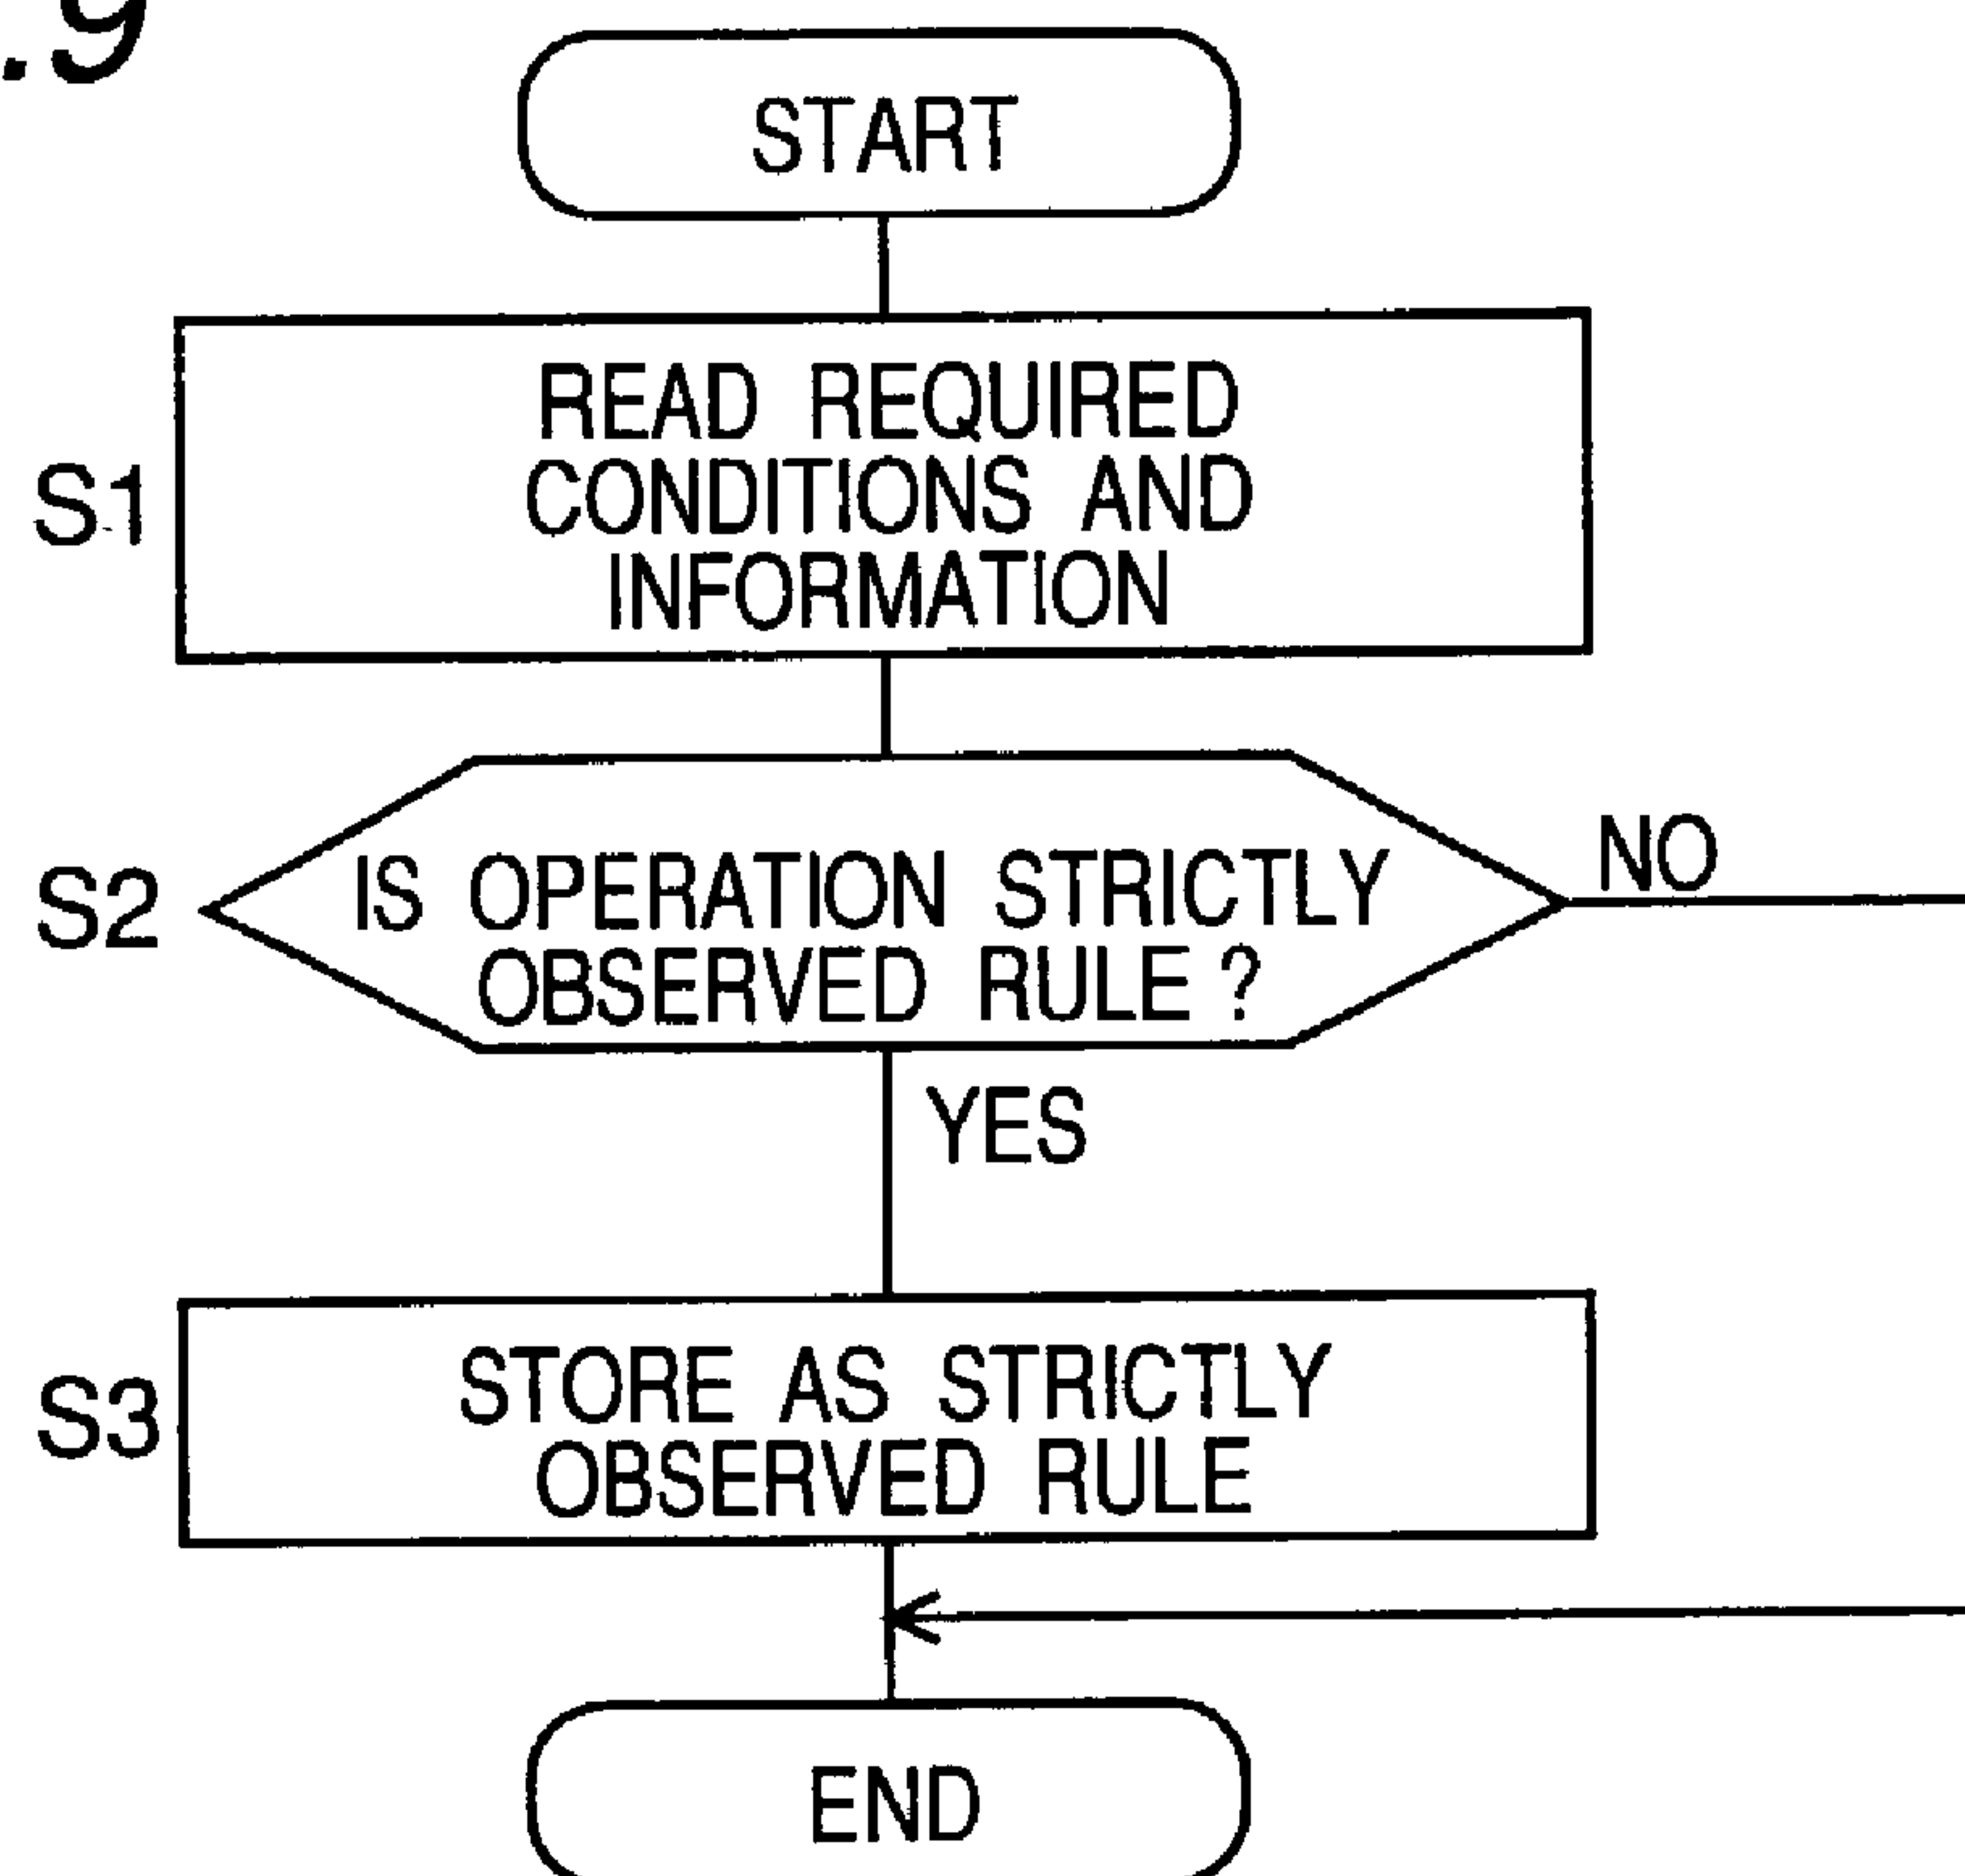 .9
START
READ REQUIRED
CONDITIONS AND
INFORMATION
S1
IS OPERATION STRICTLY
OBSERVED RULE ?
S2
NO
YES
STORE AS STRICTLY
OBSERVED RULE
S3
END